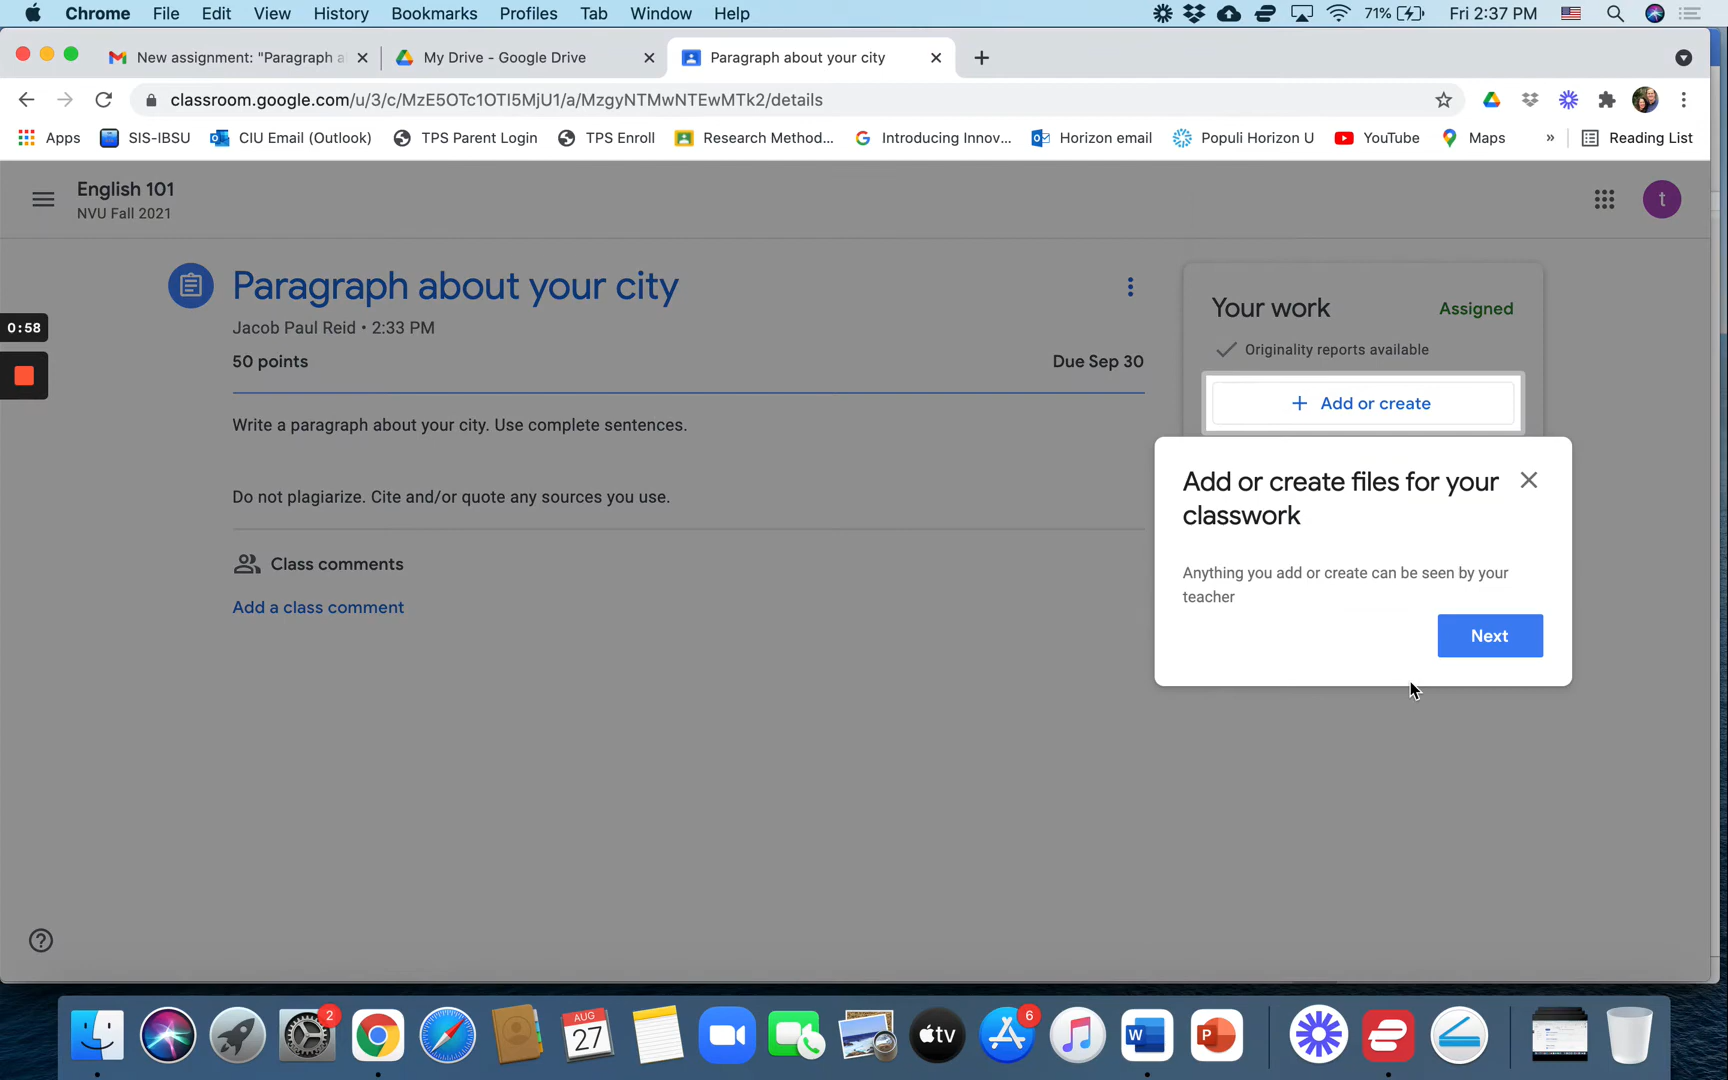 Chrome File Edit View History Bookmarks Profiles Tab Window Help 71% Fri 2:37 PM
New assignment: "Paragraph a
My Drive - Google Drive
Paragraph about your city
classroom.google.com/u/3/c/MzE5OTc1OTI5MjU1/a/MzgyNTMwNTEwMTk2/details
Apps SIS-IBSU CIU Email (Outlook) TPS Parent Login TPS Enroll Research Method... Introducing Innov... Horizon email Populi Horizon U YouTube Maps » Reading List
English 101
NVU Fall 2021
t
Paragraph about your city
Jacob Paul Reid • 2:33 PM
50 points
Due Sep 30
Write a paragraph about your city. Use complete sentences.
Do not plagiarize. Cite and/or quote any sources you use.
Class comments
Add a class comment
0:58
Your work
Assigned
Originality reports available
+ Add or create
Add or create files for your
classwork
Anything you add or create can be seen by your
teacher
Next
2
AUG
27
tv
6
W
P